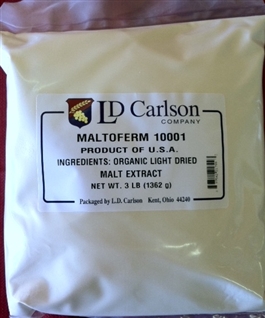 LD Carlson
COMPANY
MALTOFERM 10001
PRODUCT OF U.S.A.
INGREDIENTS: ORGANIC LIGHT DRIED
MALT EXTRACT
NET WT. 3 LB (1362 g)
Packaged by L.D. Carlson Kent, Ohio 44240